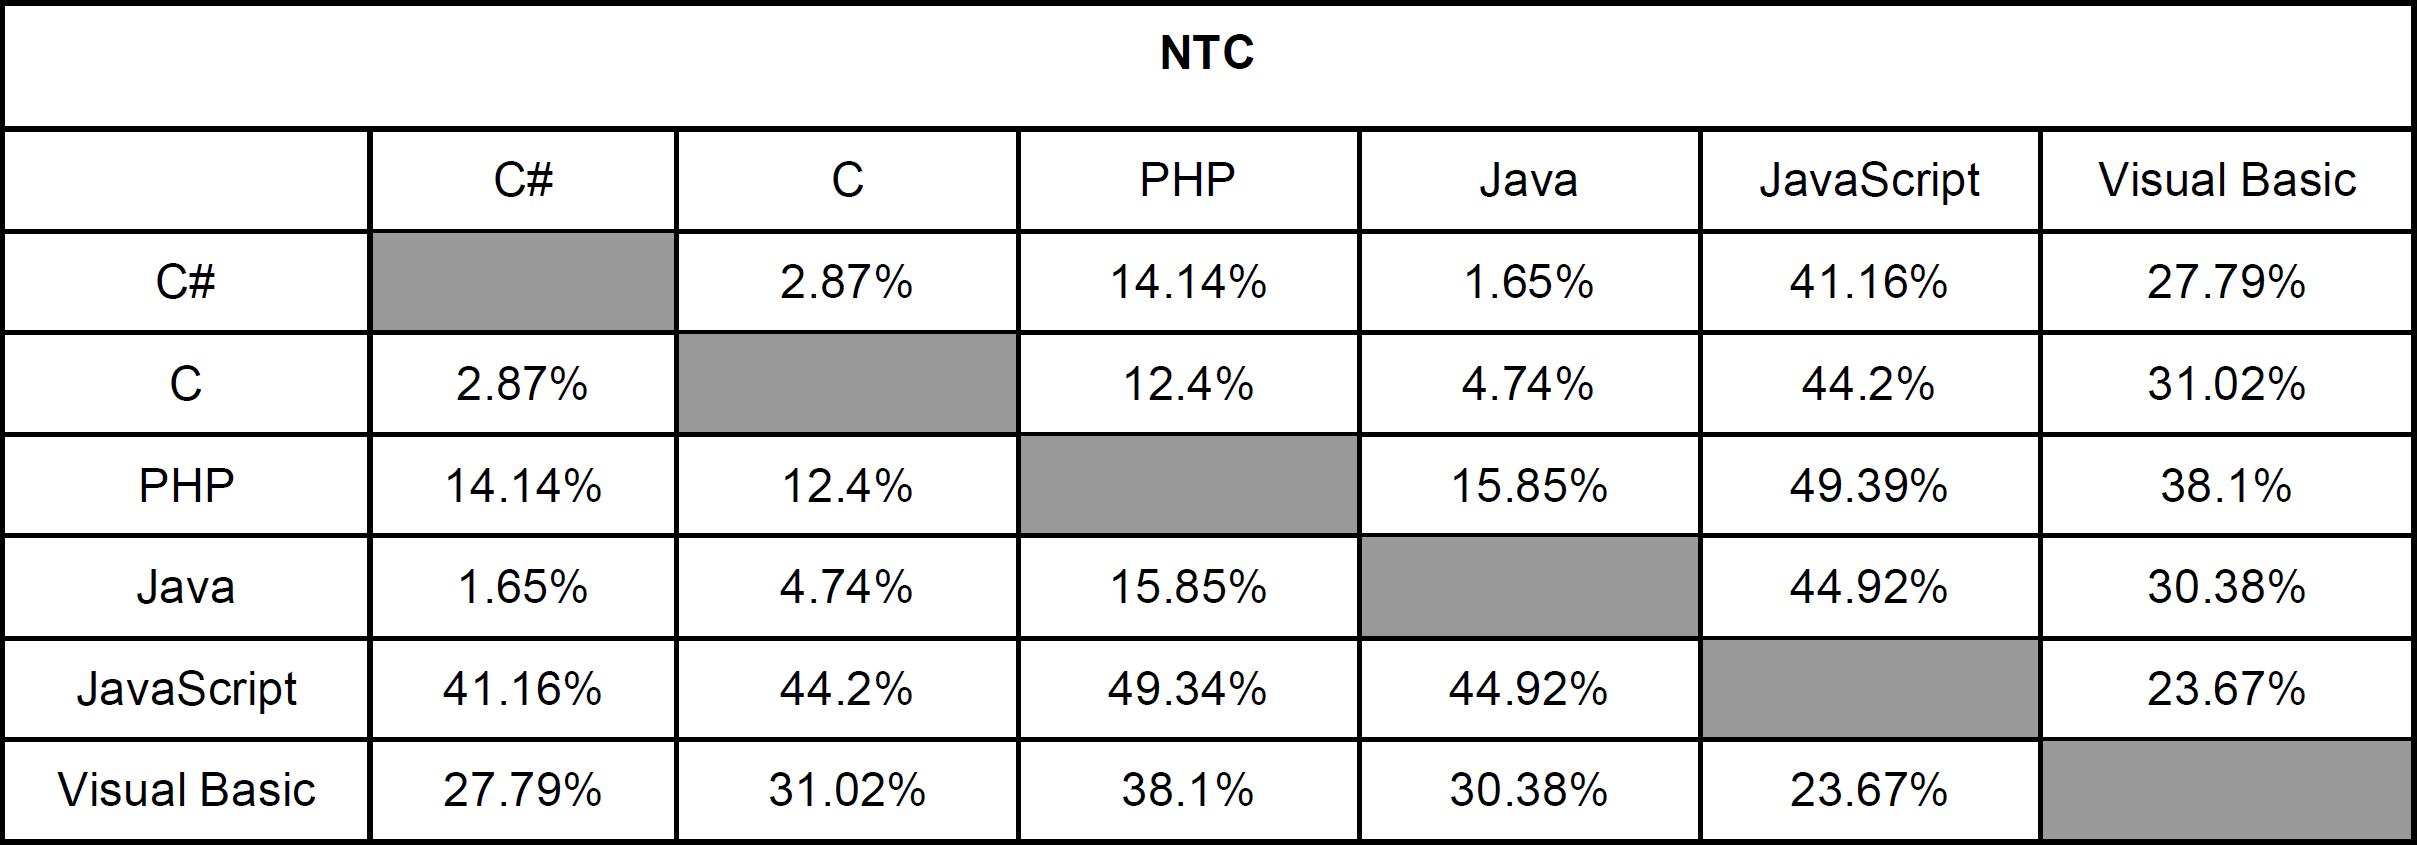 NTC
C# C PHP Java JavaScript Visual Basic
C# 2.87% 14.14% 1.65% 41.16% 27.79%
C 2.87% 12.4% 4.74% 44.2% 31.02%
PHP 14.14% 12.4% 15.85% 49.39% 38.1%
Java 1.65% 4.74% 15.85% 44.92% 30.38%
JavaScript 41.16% 44.2% 49.34% 44.92% 23.67%
Visual Basic 27.79% 31.02% 38.1% 30.38% 23.67%